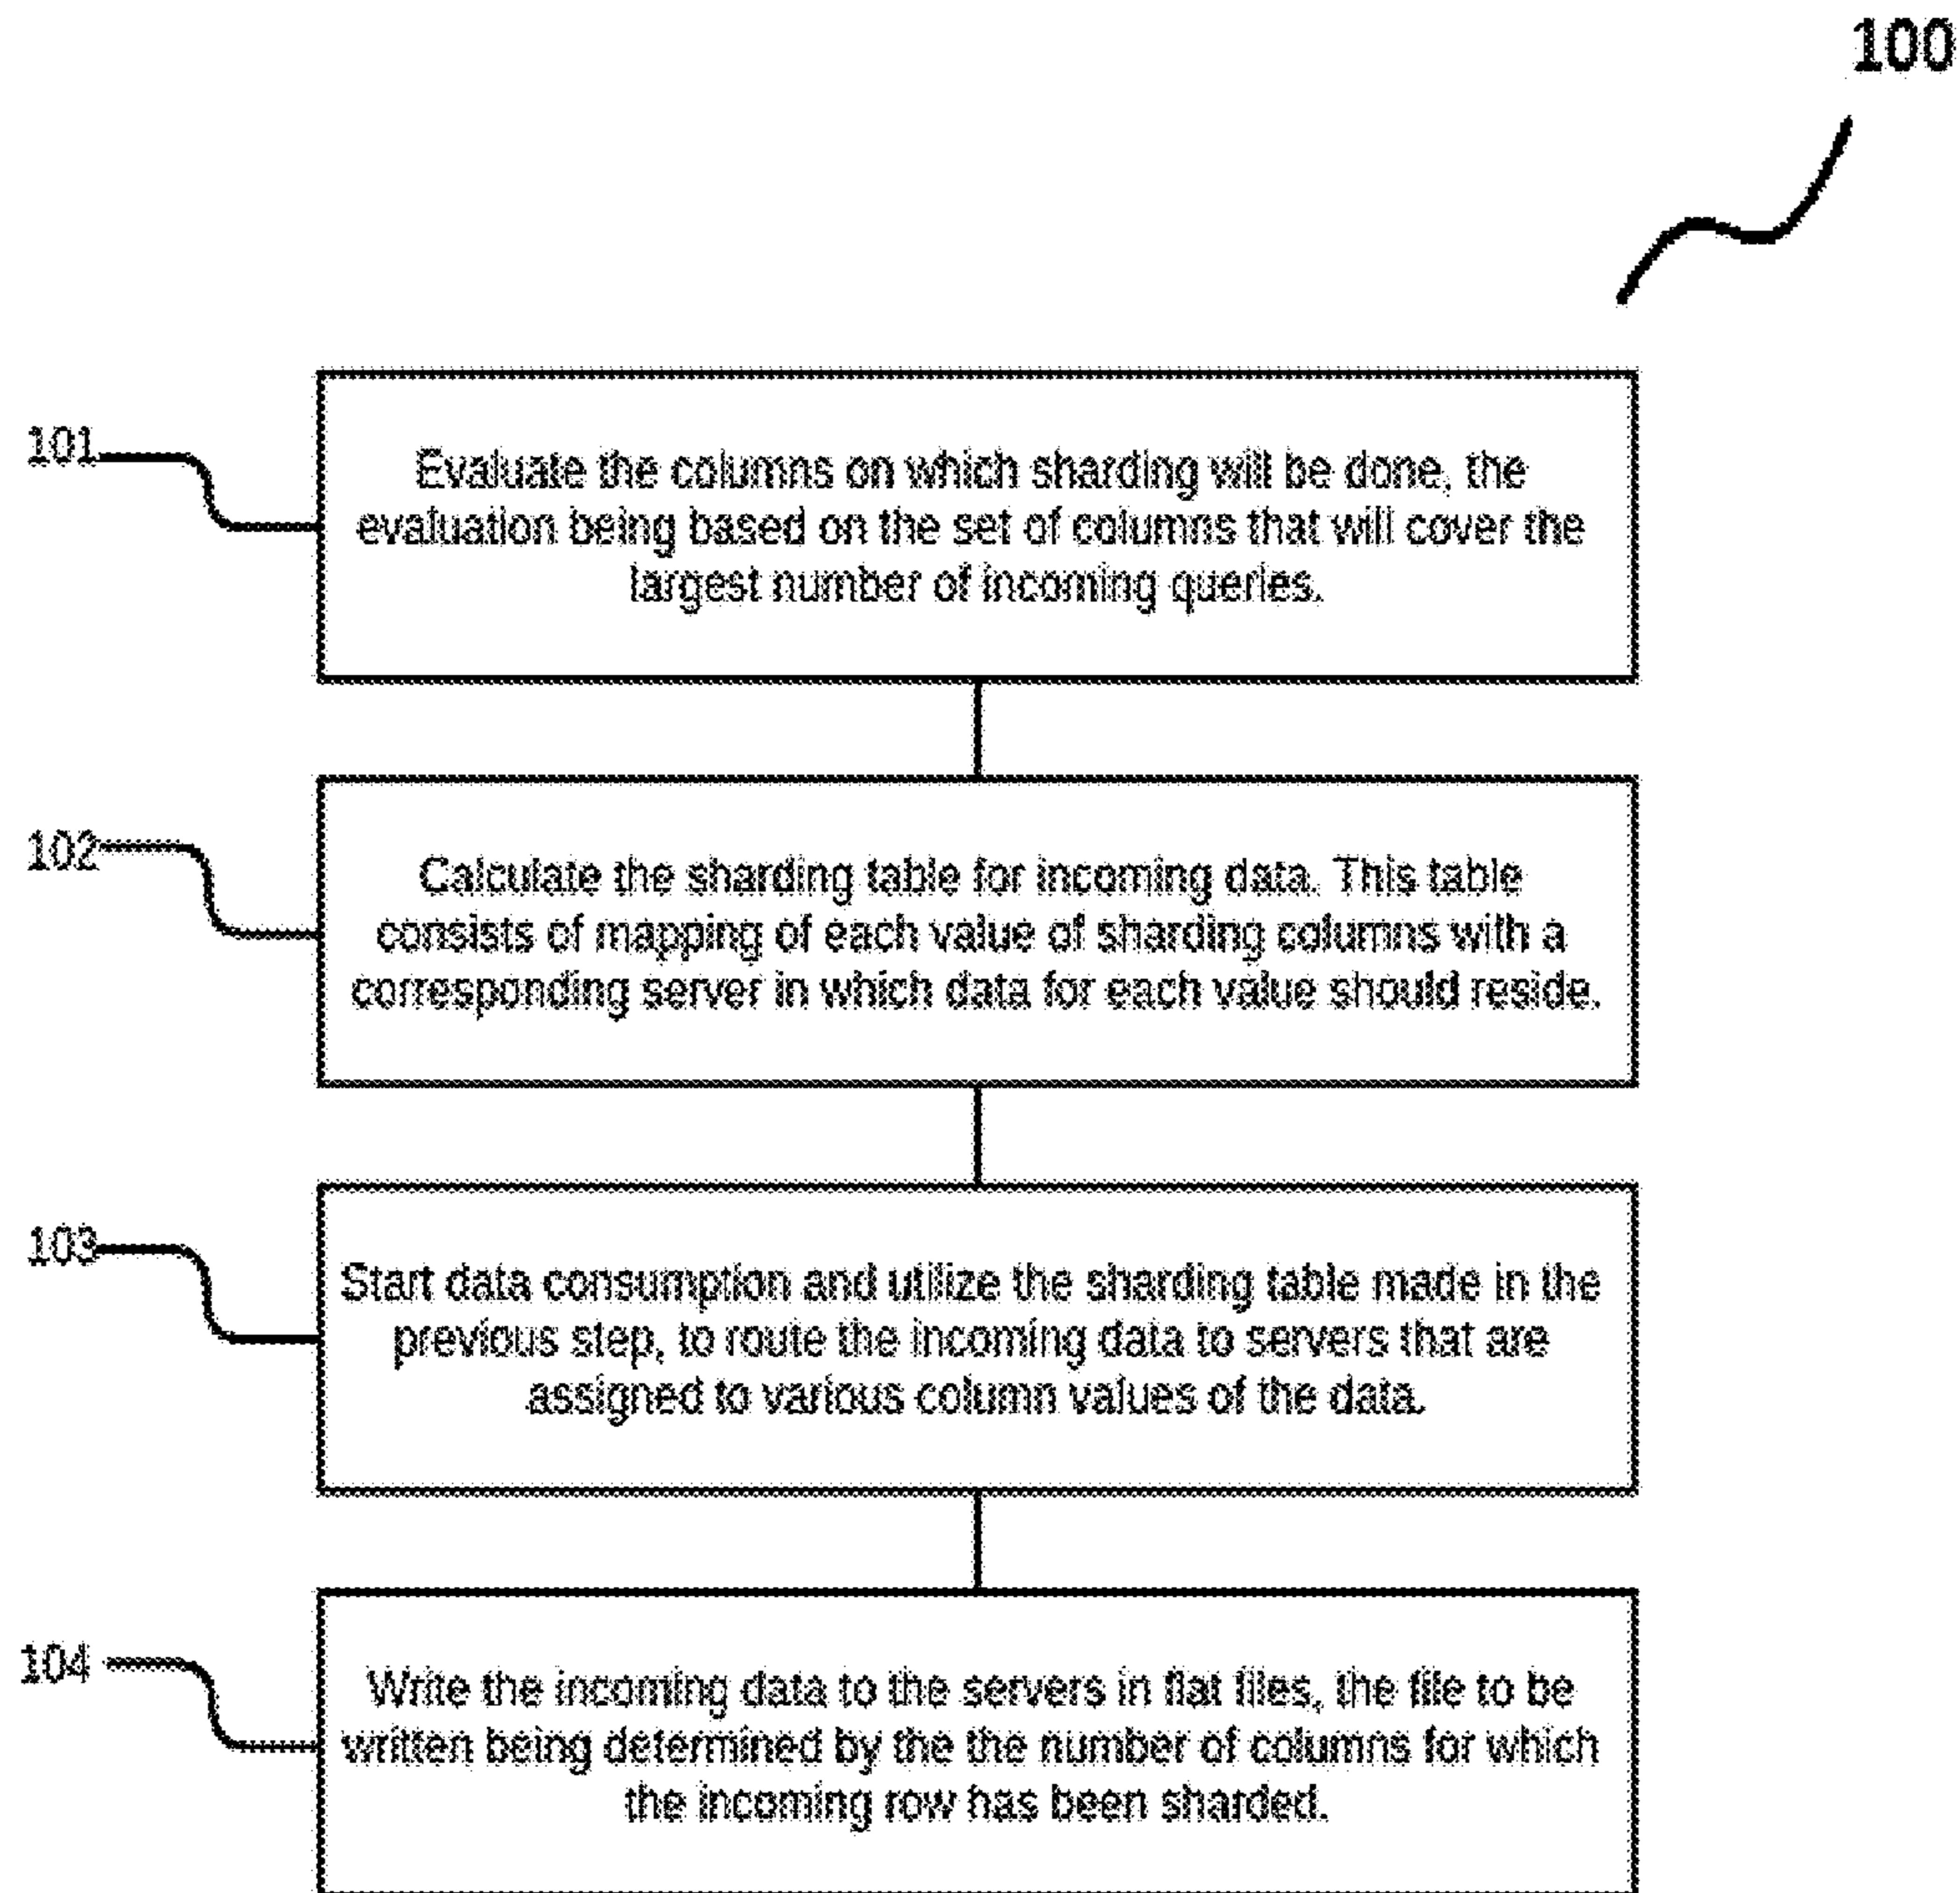 100
101
Evaluate the columns on which sharding will be done, the
evaluation being based on the set of columns that will cover the
largest number of incoming queries.
102
Calculate the sharding table for incoming data. This table
consists of mapping of each value of sharding columns with a
corresponding server in which data for each value should reside.
103
Start data consumption and utilize the sharding table made in the
previous step, to route the incoming data to servers that are
assigned to various column values of the data.
104
Write the incoming data to the servers in flat files, the file to be
written being determined by the the number of columns for which
the incoming row has been sharded.